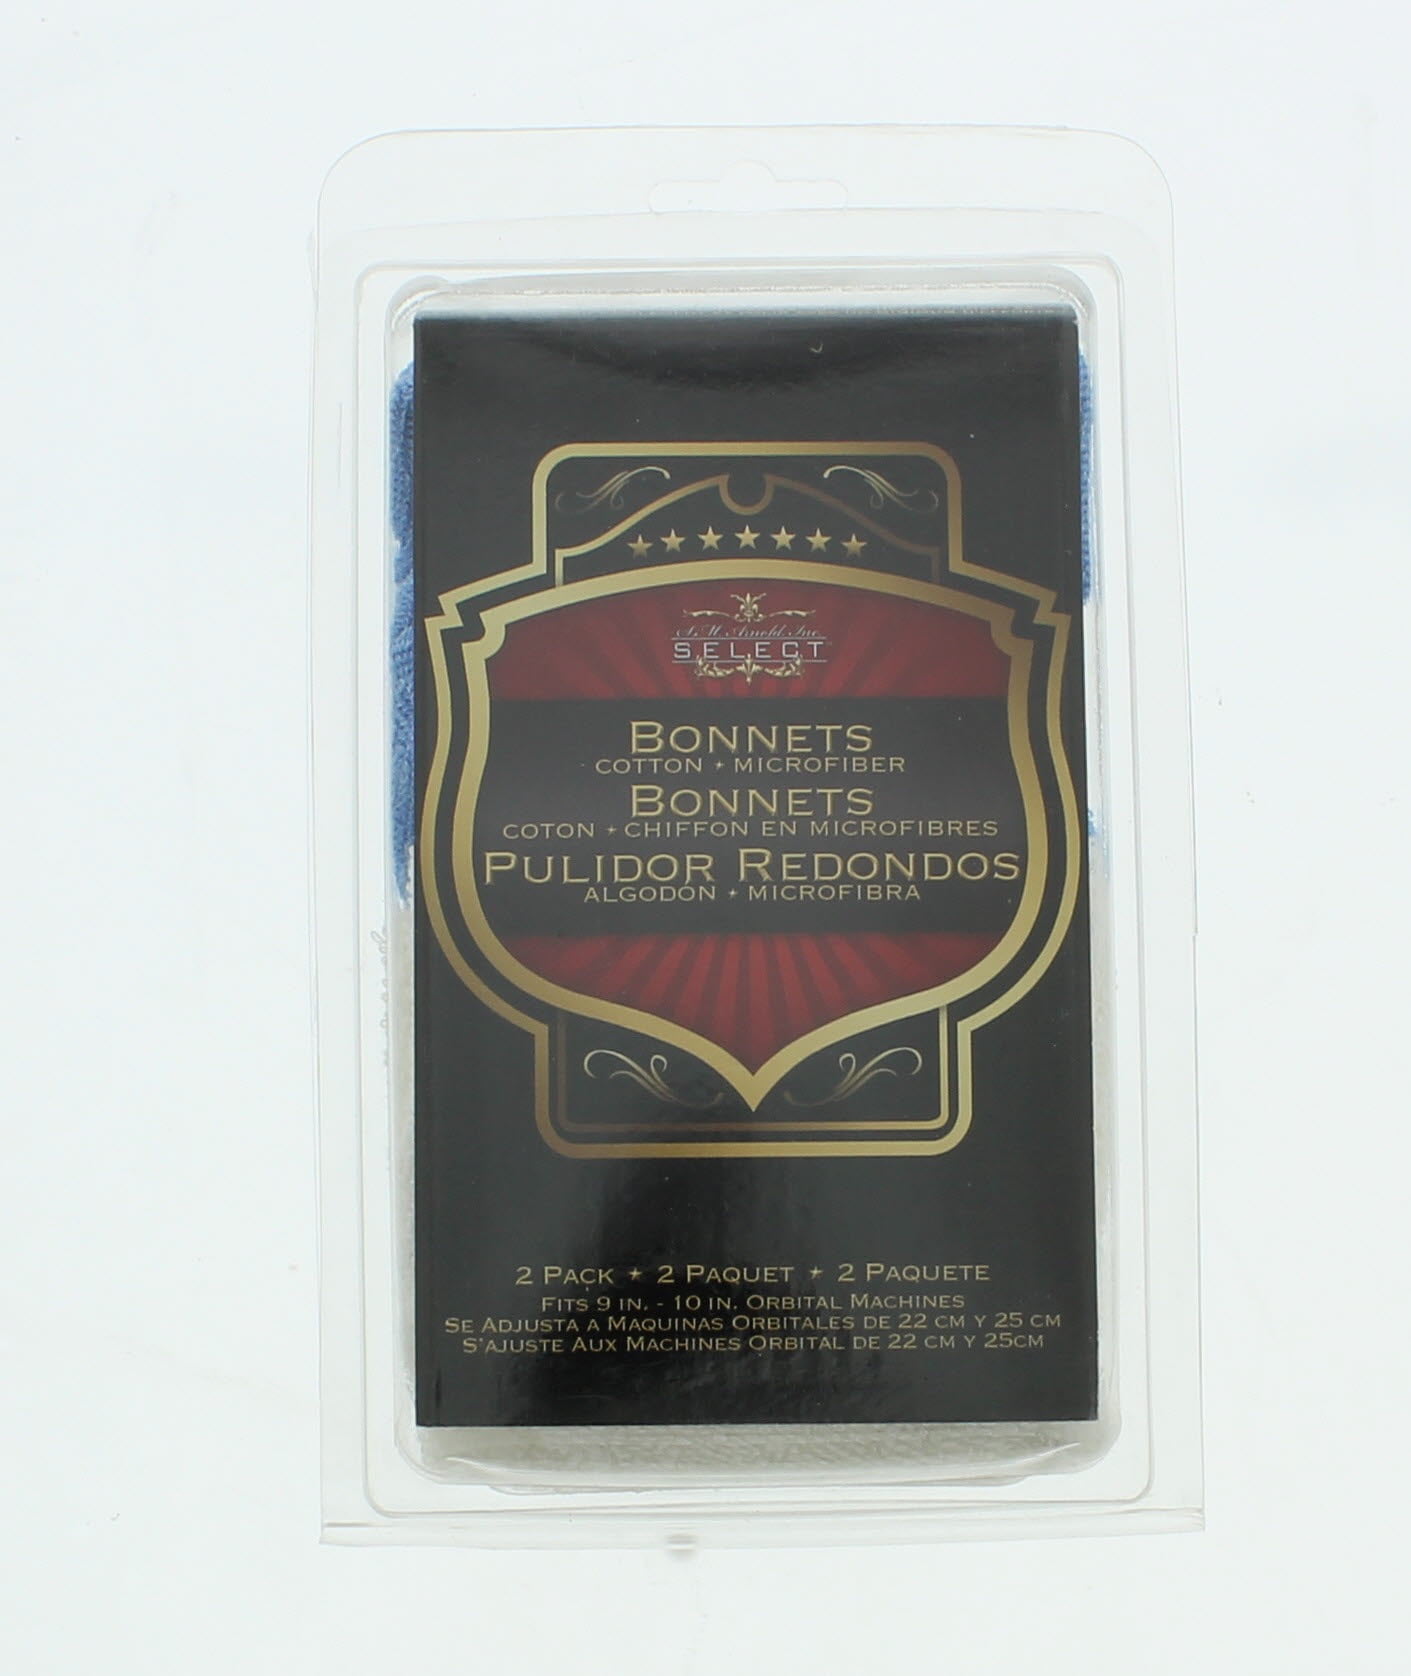 S. M. Arnold, Inc.
SELECT
BONNETS
COTTON ★ MICROFIBER
BONNETS
COTON ★ CHIFFON EN MICROFIBRES
PULIDOR REDONDOS
ALGODÓN ★ MICROFIBRA
2 PACK ★ 2 PAQUET ★ 2 PAQUETE
FITS 9 IN. - 10 IN. ORBITAL MACHINES
SE ADJUSTA A MAQUINAS ORBITALES DE 22 CM Y 25 CM
S'AJUSTE AUX MACHINES ORBITAL DE 22 CM Y 25CM